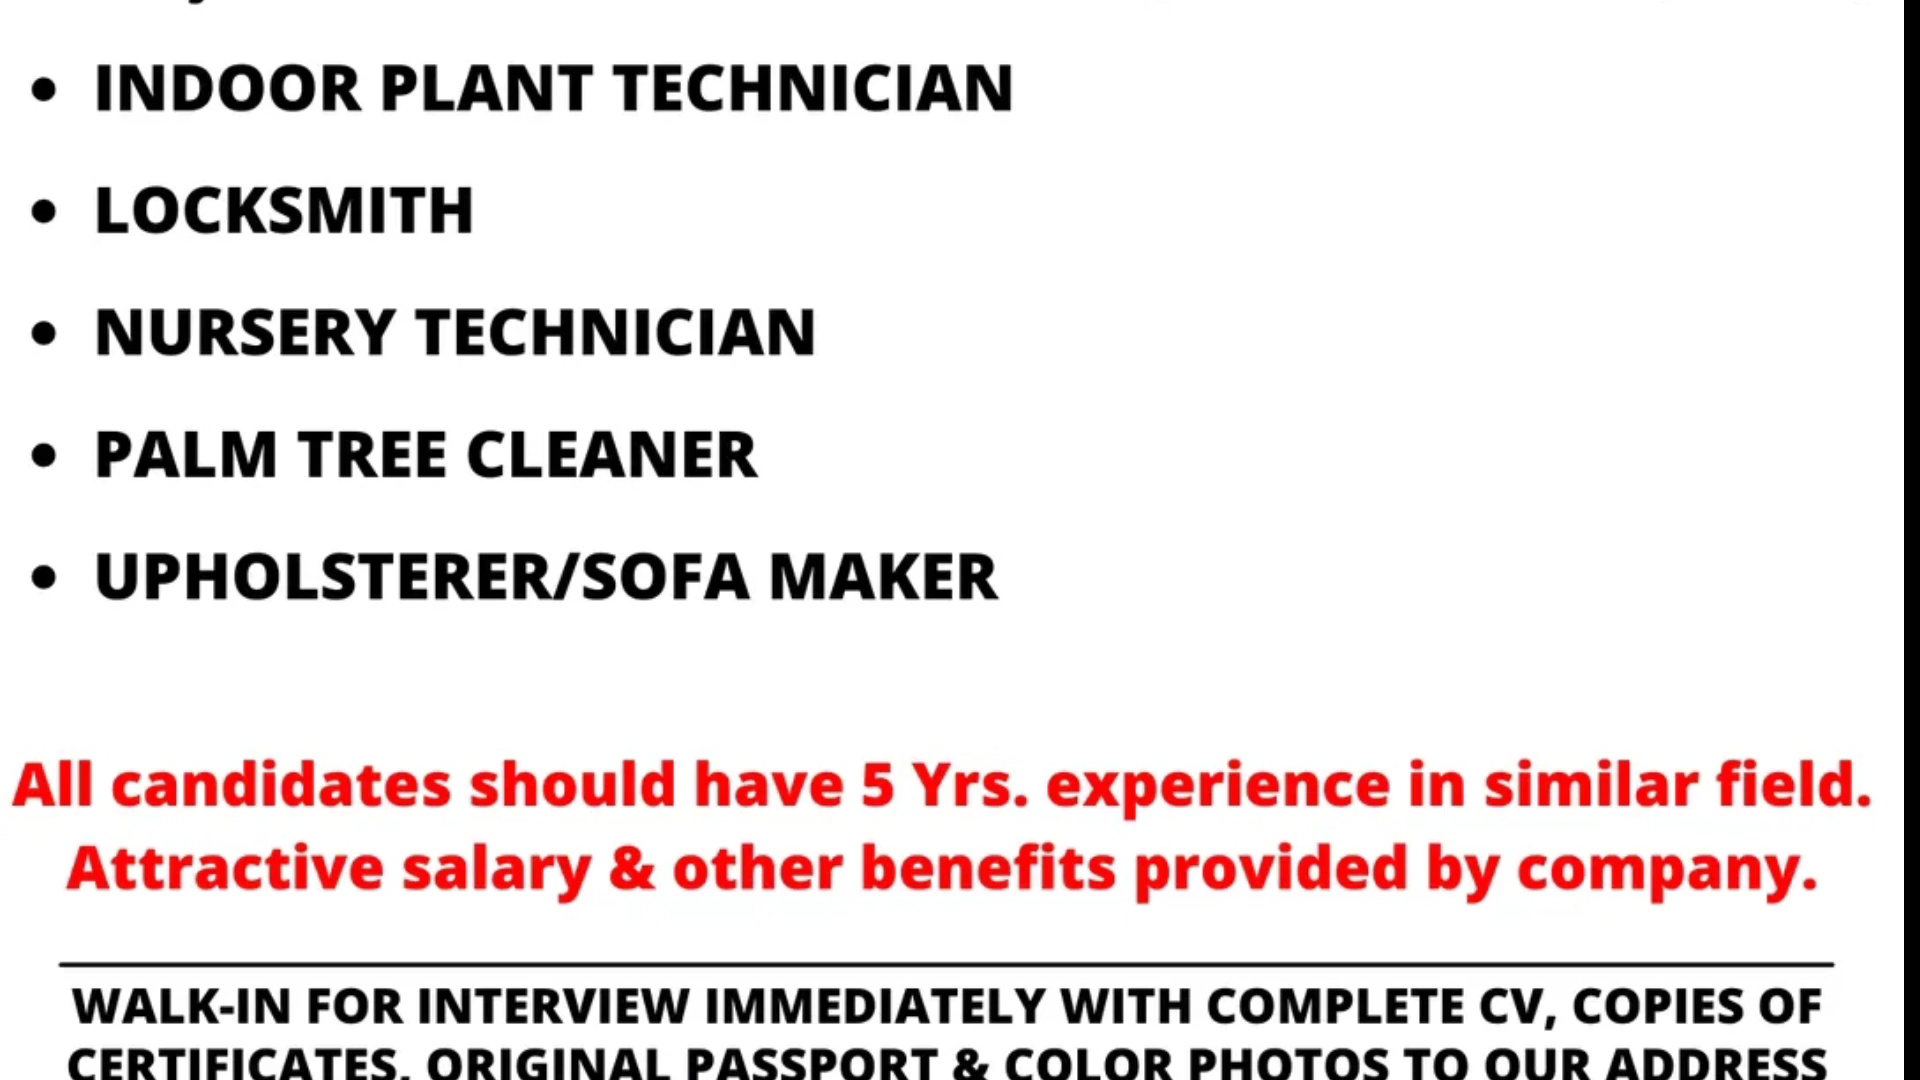 • INDOOR PLANT TECHNICIAN
• LOCKSMITH
• NURSERY TECHNICIAN
• PALM TREE CLEANER
• UPHOLSTERER/SOFA MAKER
All candidates should have 5 Yrs. experience in similar field.
Attractive salary & other benefits provided by company.
WALK-IN FOR INTERVIEW IMMEDIATELY WITH COMPLETE CV, COPIES OF
CERTIFICATES, ORIGINAL PASSPORT & COLOR PHOTOS TO OUR ADDRESS